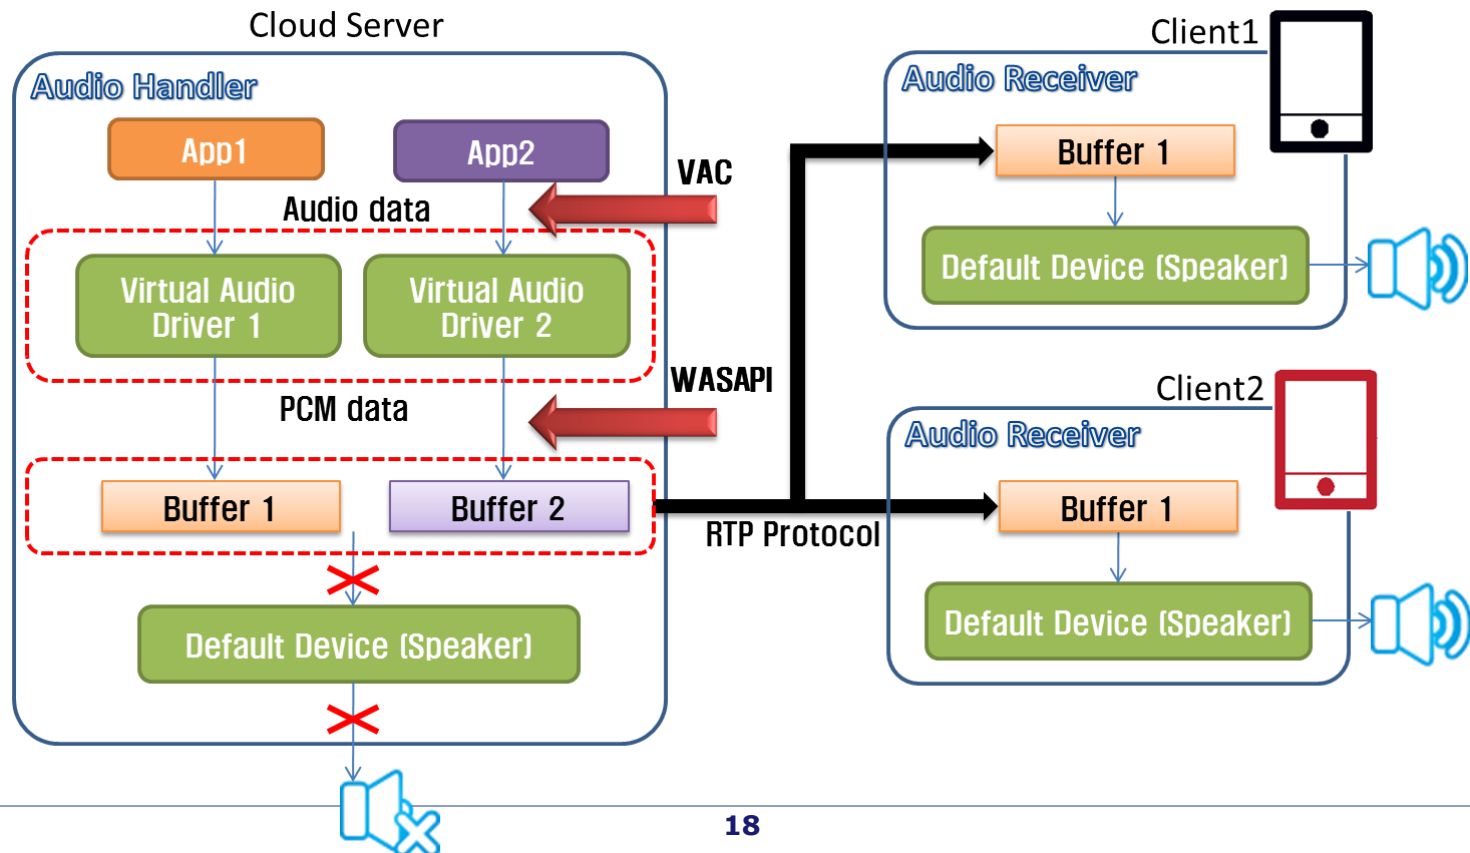 Cloud Server
Audio Handler
App1
App2
VAC
Audio data
Virtual Audio
Driver 1
Virtual Audio
Driver 2
WASAPI
PCM data
Buffer 1
Buffer 2
RTP Protocol
Default Device (Speaker)
Client1
Audio Receiver
Buffer 1
Default Device (Speaker)
Client2
Audio Receiver
Buffer 1
Default Device (Speaker)
18